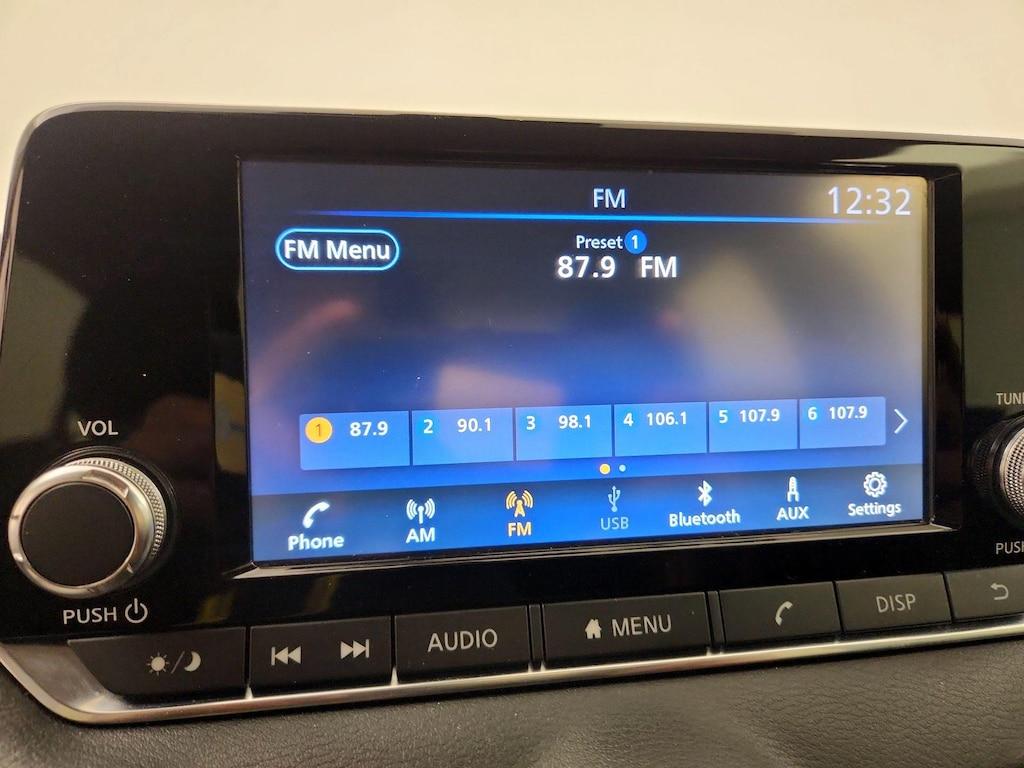 FM
12:32
FM Menu
Preset 1
87.9 FM
1 87.9 2 90.1 3 98.1 4 106.1 5 107.9 6 107.9
Phone AM FM USB Bluetooth AUX Settings
VOL
PUSH
AUDIO
MENU
DISP